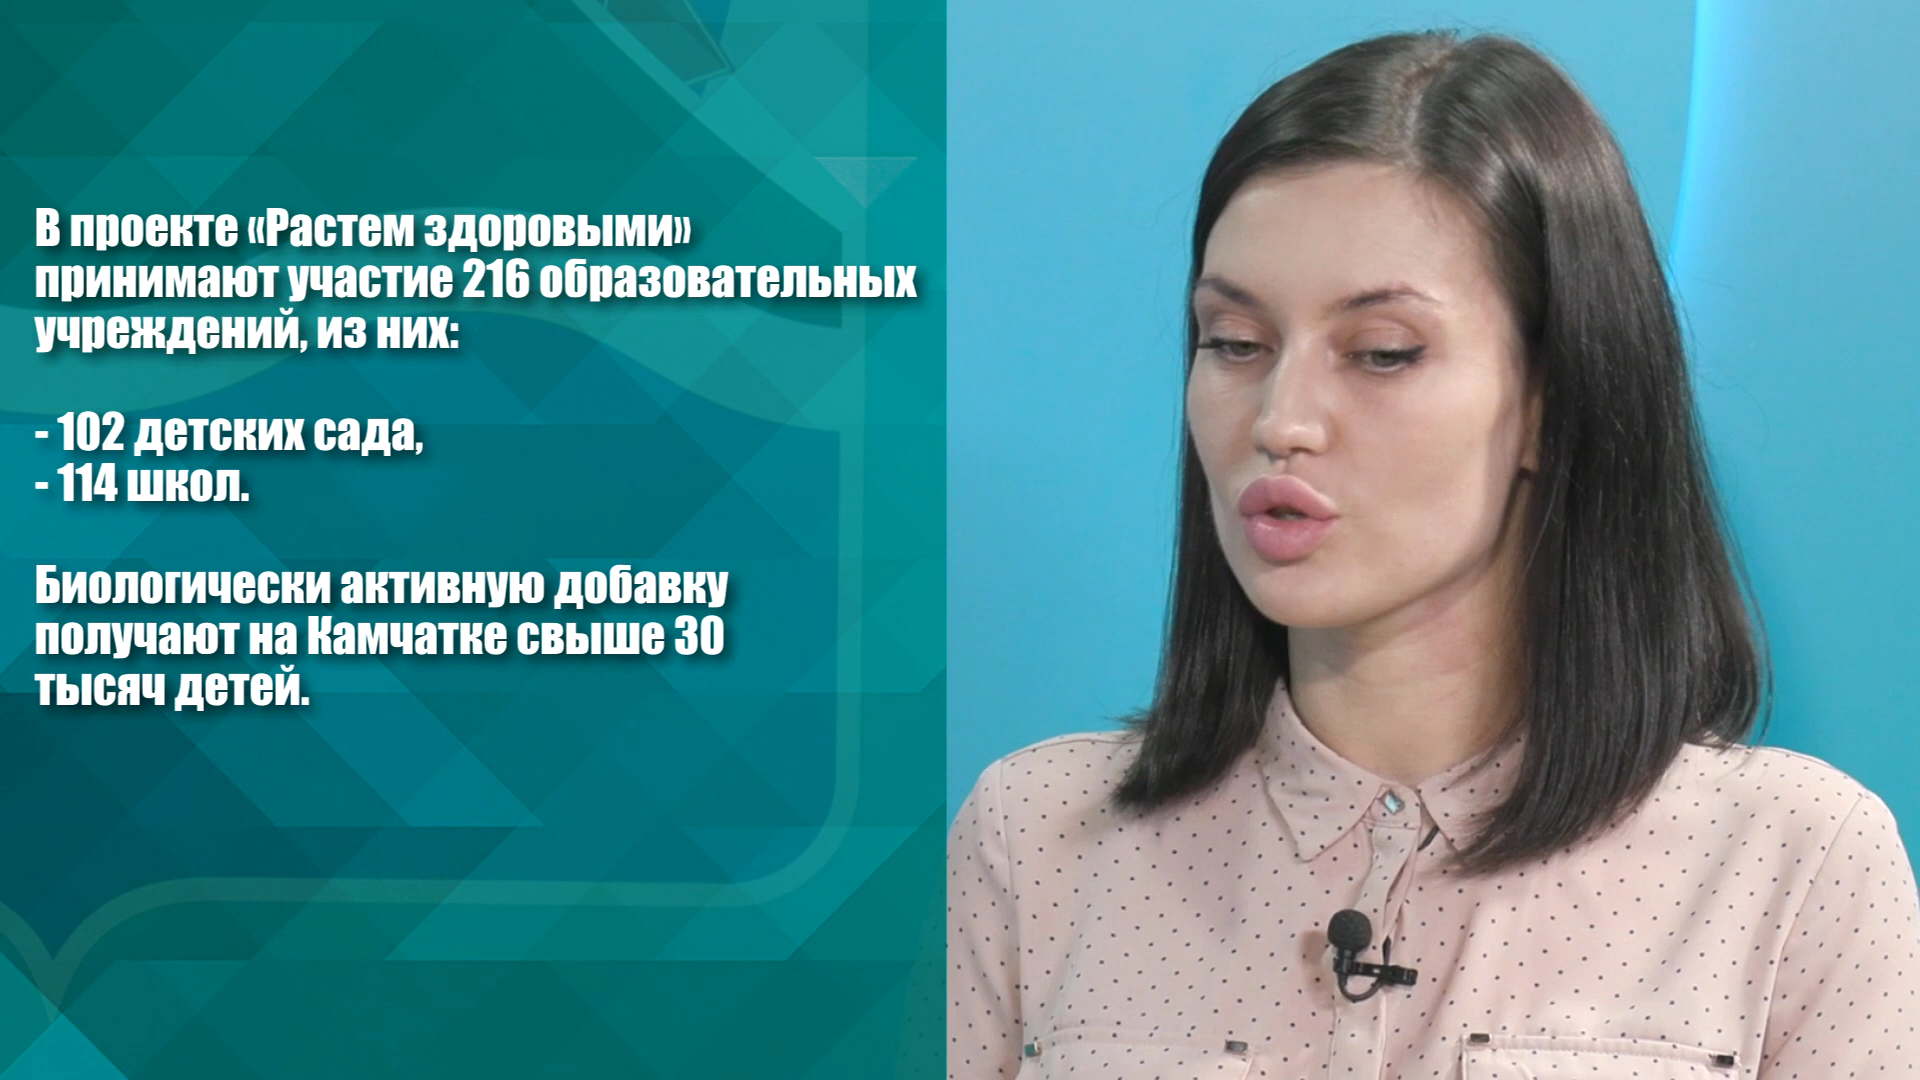 В проекте «Растем здоровыми»
принимают участие 216 образовательных
учреждений, из них:
- 102 детских сада,
- 114 школ.
Биологически активную добавку
получают на Камчатке свыше 30
тысяч детей.